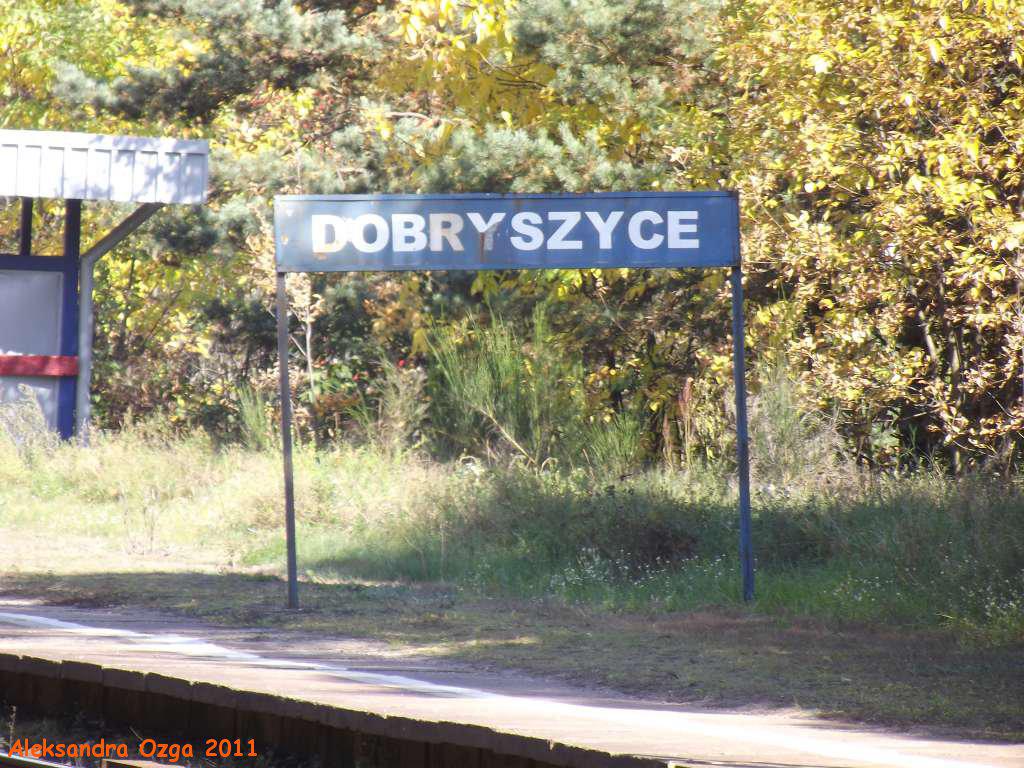 DOBRYSZYCE
Aleksandra Ozga 2011